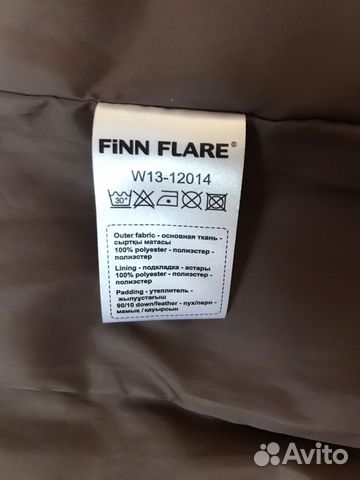 FiNN FLARE®
W13-12014
30°
Outer fabric - основная ткань -
сыртқы матасы
100% polyester - полиэстер -
полиэстер
Lining - подкладка - астары
100% polyester - полиэстер -
полиэстер
Padding - утеплитель -
жылуұстағыш
90/10 down/feather - пух/перо -
мамық / қауырсын
Avito